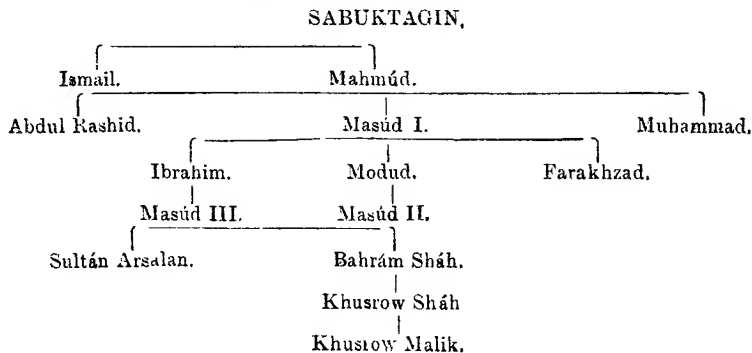 SABUKTAGIN,
Ismail. Mahmúd.
Abdul Rashid. Masúd I. Muhammad.
Ibrahim. Modud. Farakhzad.
Masúd III. Masúd II.
Sultán Arsalan. Bahrám Sháh.
Khusrow Sháh
Khusrow Malik.